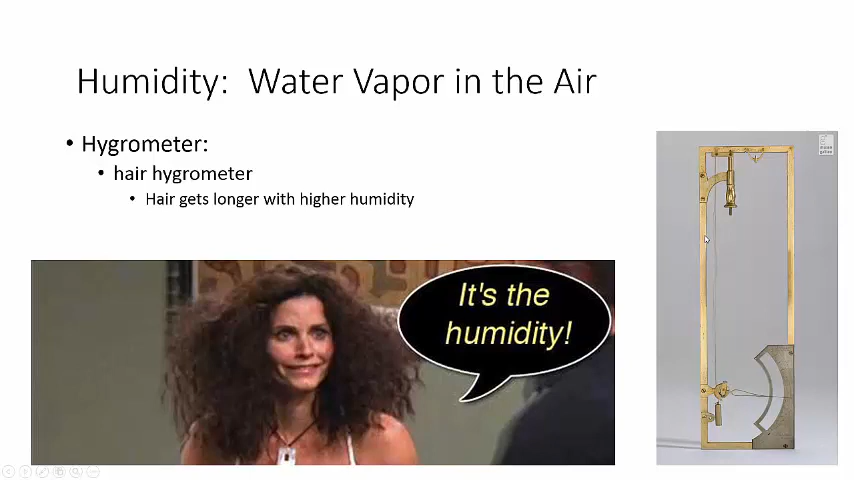 Humidity:  Water Vapor in the Air
• Hygrometer:
• hair hygrometer
• Hair gets longer with higher humidity
It's the
humidity!